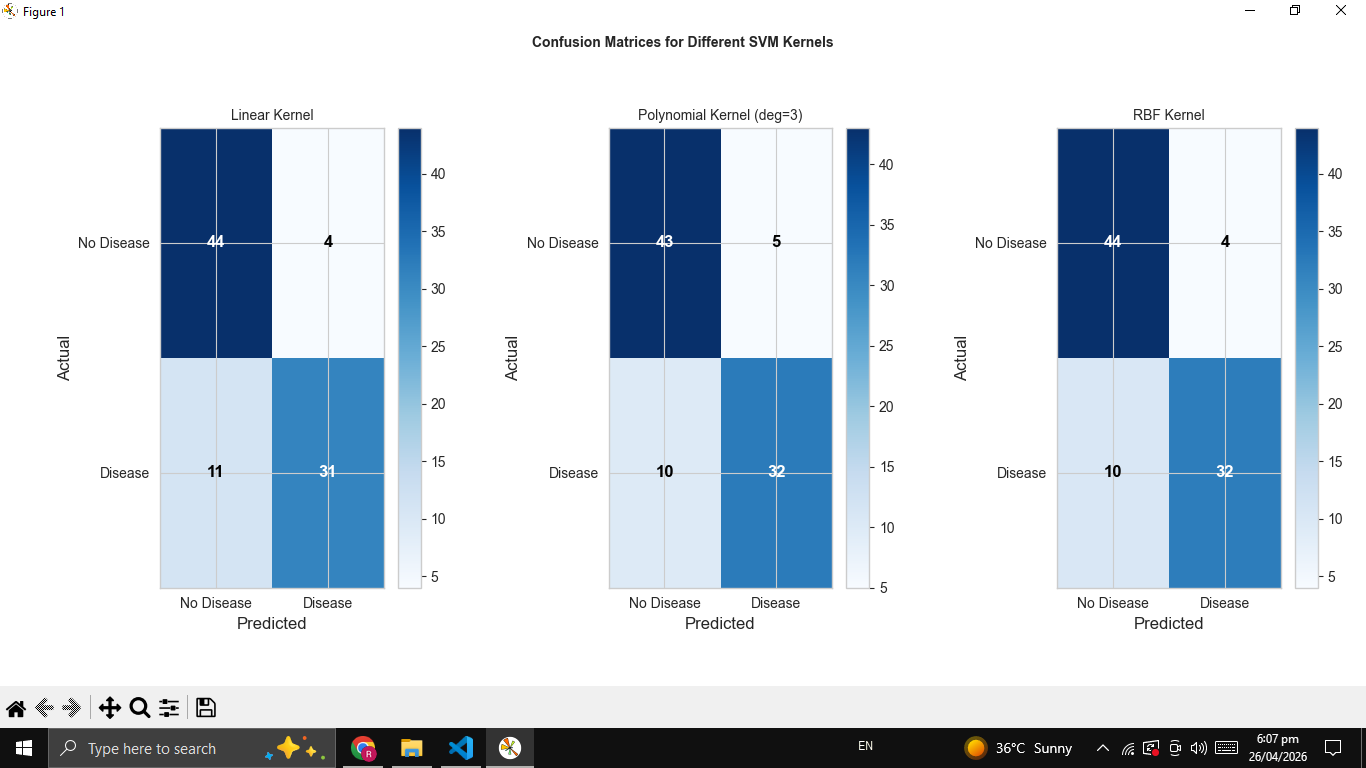 Figure 1
Confusion Matrices for Different SVM Kernels
Linear Kernel
No Disease
Disease
Actual
44
4
11
31
No Disease
Disease
Predicted
40
35
30
25
20
15
10
5
Polynomial Kernel (deg=3)
No Disease
Disease
Actual
43
5
10
32
No Disease
Disease
Predicted
40
35
30
25
20
15
10
5
RBF Kernel
No Disease
Disease
Actual
44
4
10
32
No Disease
Disease
Predicted
40
35
30
25
20
15
10
5
Type here to search
R
EN
36°C Sunny
6:07 pm
26/04/2026